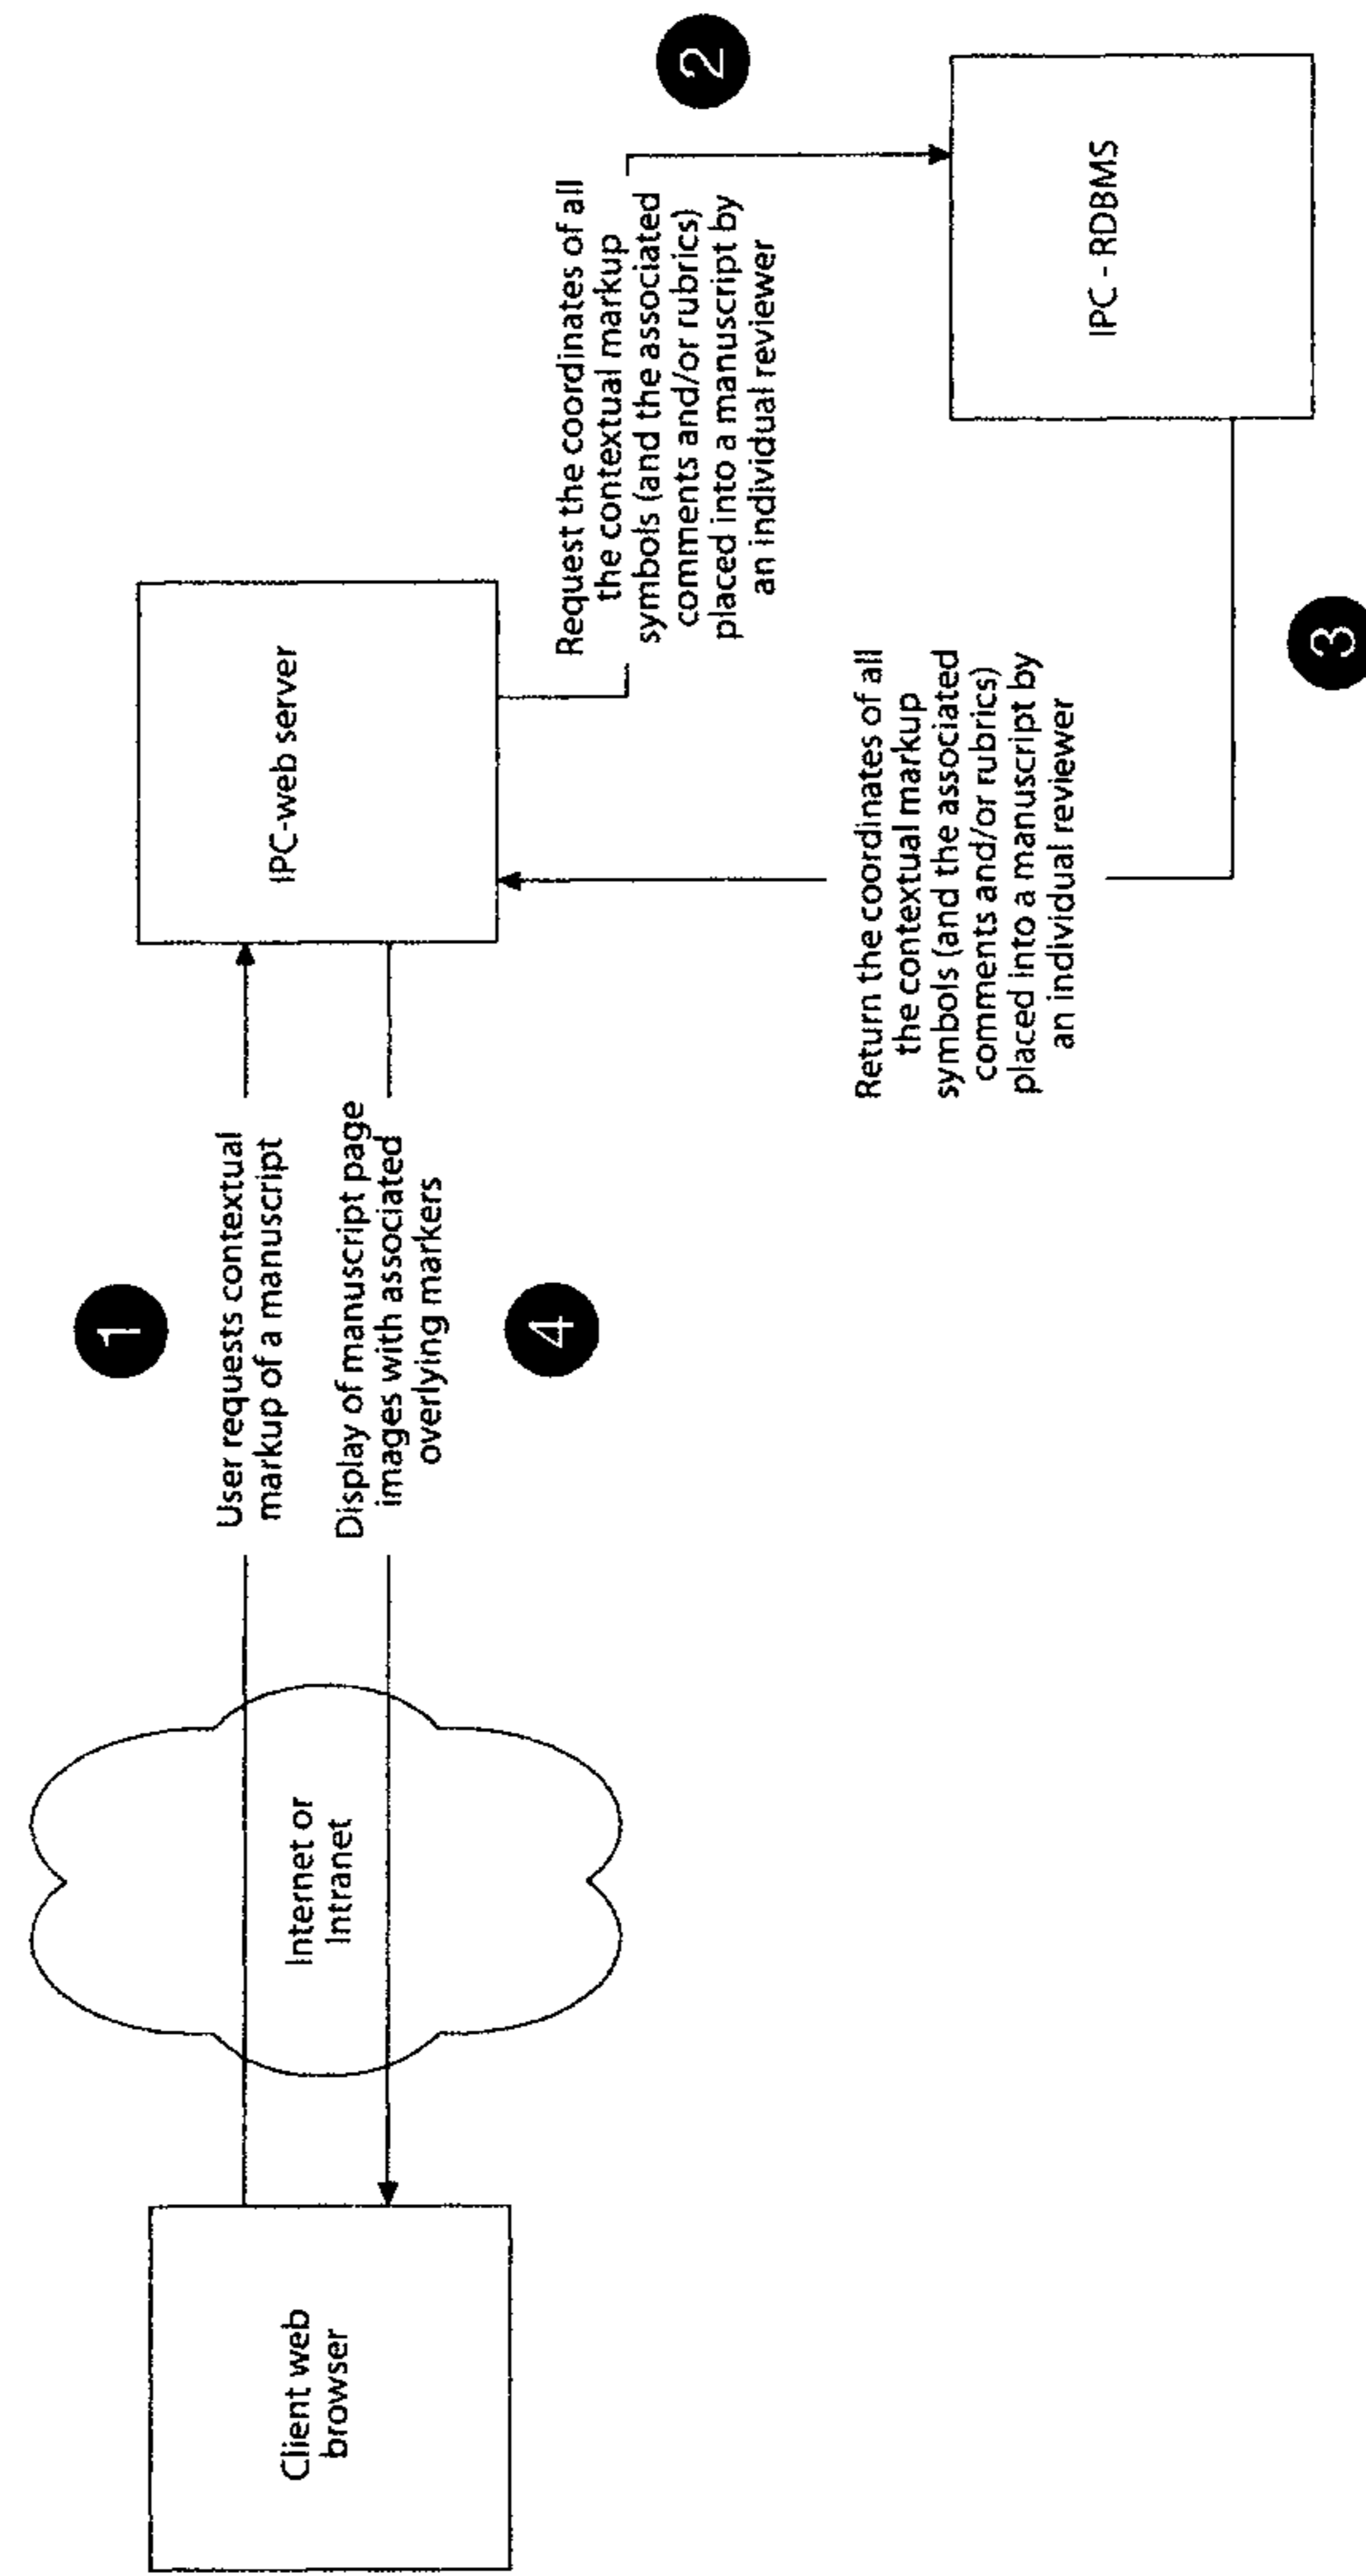 Client web
browser
Internet or
Intranet
1
User requests contextual
markup of a manuscript
Display of manuscript page
images with associated
overlying markers
4
IPC-web server
2
Request the coordinates of all
the contextual markup
symbols (and the associated
comments and/or rubrics)
placed into a manuscript by
an individual reviewer
Return the coordinates of all
the contextual markup
symbols (and the associated
comments and/or rubrics)
placed into a manuscript by
an individual reviewer
3
IPC - RDBMS